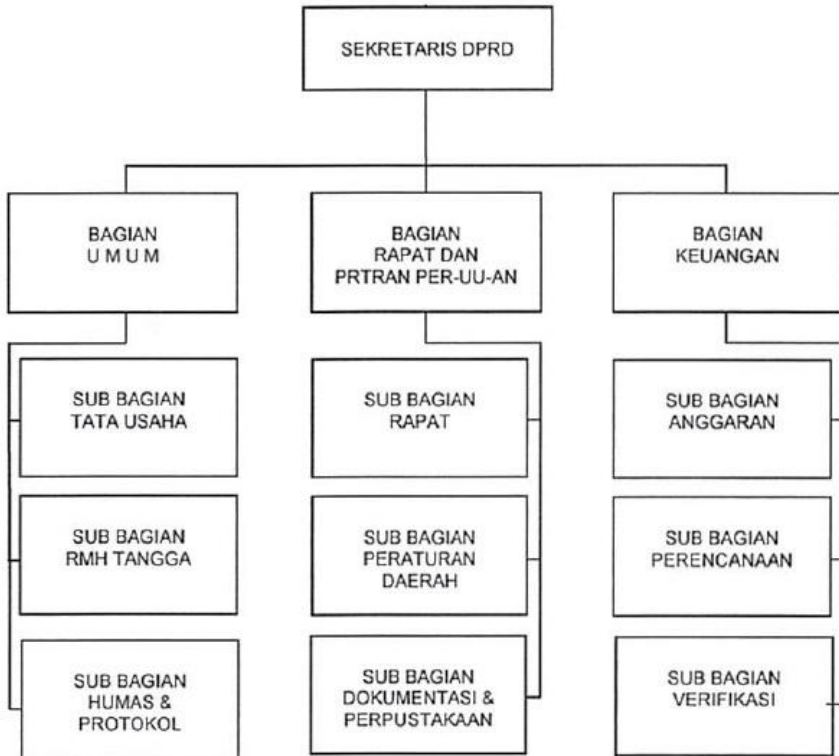 SEKRETARIS DPRD
BAGIAN
U M U M
BAGIAN
RAPAT DAN
PRTRAN PER-UU-AN
BAGIAN
KEUANGAN
SUB BAGIAN
TATA USAHA
SUB BAGIAN
RAPAT
SUB BAGIAN
ANGGARAN
SUB BAGIAN
RMH TANGGA
SUB BAGIAN
PERATURAN
DAERAH
SUB BAGIAN
PERENCANAAN
SUB BAGIAN
HUMAS &
PROTOKOL
SUB BAGIAN
DOKUMENTASI &
PERPUSTAKAAN
SUB BAGIAN
VERIFIKASI